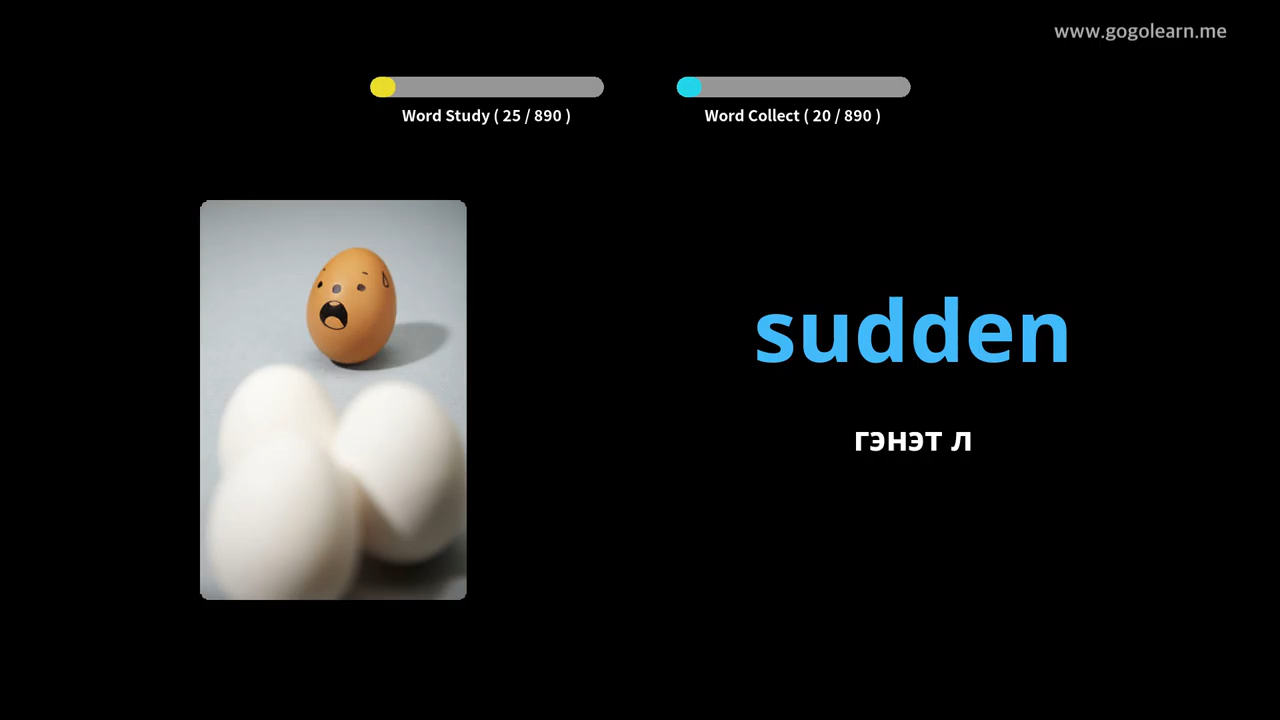 www.gogolearn.me
Word Study ( 25 / 890 )
Word Collect ( 20 / 890 )
sudden
гэнэт л